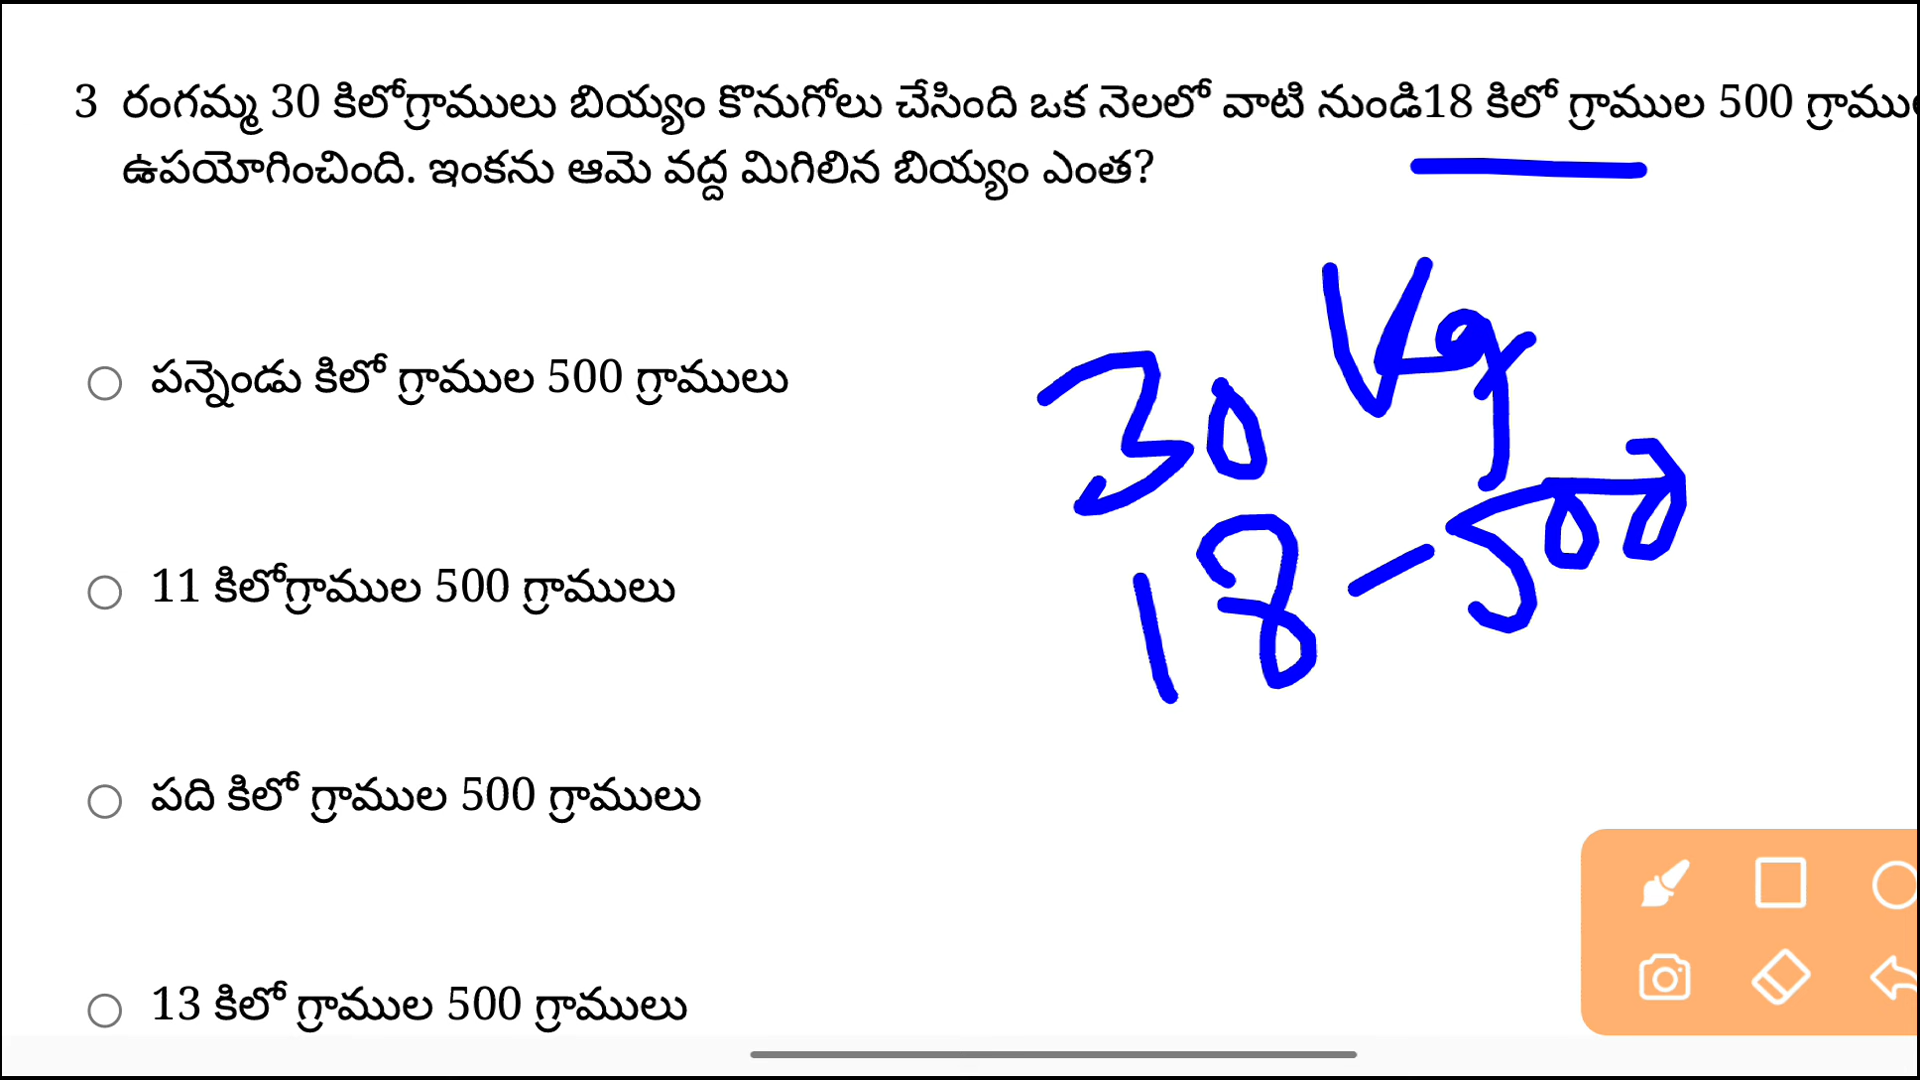 3 రంగమ్మ 30 కిలోగ్రాములు బియ్యం కొనుగోలు చేసింది ఒక నెలలో వాటి నుండి18 కిలో గ్రాముల 500
ఉపయోగించింది. ఇంకను ఆమె వద్ద మిగిలిన బియ్యం ఎంత?
పన్నెండు కిలో గ్రాముల 500 గ్రాములు
11 కిలోగ్రాముల 500 గ్రాములు
పది కిలో గ్రాముల 500 గ్రాములు
13 కిలో గ్రాముల 500 గ్రాములు
30 Kg
18-500